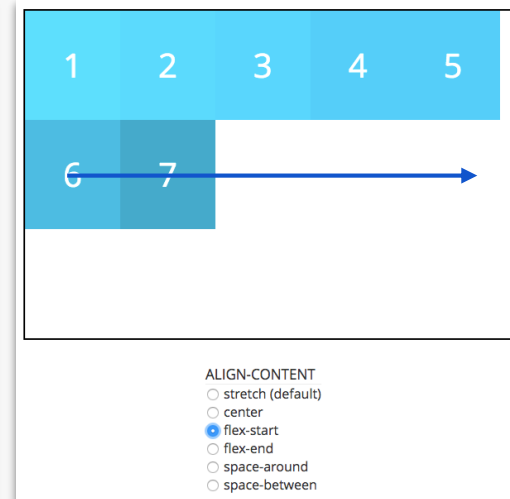 1 2 3 4 5
6 7
ALIGN-CONTENT
stretch (default)
center
flex-start
flex-end
space-around
space-between